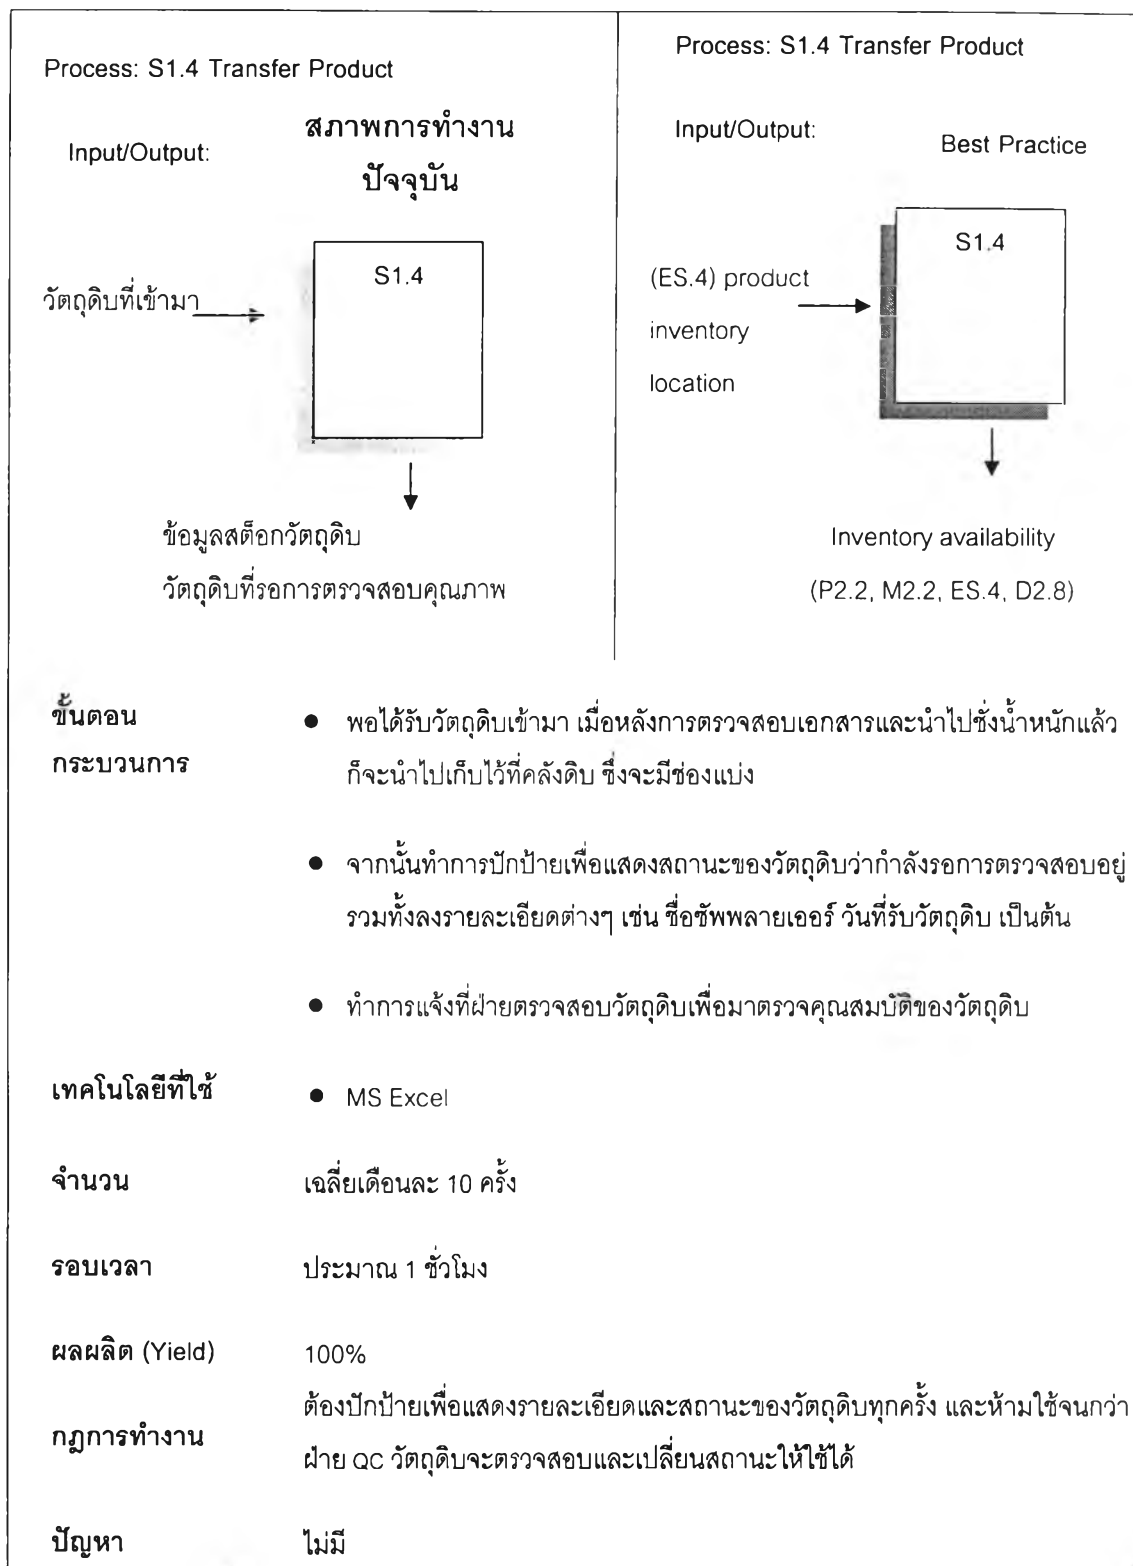 Process: S1.4 Transfer Product
Input/Output:
สภาพการทำงาน
ปัจจุบัน
S1.4
วัตถุดิบที่เข้ามา
ข้อมูลสต็อกวัตถุดิบ
วัตถุดิบที่รอการตรวจสอบคุณภาพ
Process: S1.4 Transfer Product
Input/Output:
Best Practice
S1.4
(ES.4) product
inventory
location
Inventory availability
(P2.2, M2.2, ES.4, D2.8)
ขั้นตอน
กระบวนการ
● พอได้รับวัตถุดิบเข้ามา เมื่อหลังการตรวจสอบเอกสารและนำไปชั่งน้ำหนักแล้ว
ก็จะนำไปเก็บไว้ที่คลังดิบ ซึ่งจะมีช่องแบ่ง
● จากนั้นทำการปักป้ายเพื่อแสดงสถานะของวัตถุดิบว่ากำลังรอการตรวจสอบอยู่
รวมทั้งลงรายละเอียดต่างๆ เช่น ชื่อซัพพลายเออร์ วันที่รับวัตถุดิบ เป็นต้น
● ทำการแจ้งที่ฝ่ายตรวจสอบวัตถุดิบเพื่อมาตรวจคุณสมบัติของวัตถุดิบ
เทคโนโลยีที่ใช้ ● MS Excel
จำนวน เฉลี่ยเดือนละ 10 ครั้ง
รอบเวลา ประมาณ 1 ชั่วโมง
ผลผลิต (Yield) 100%
กฎการทำงาน ต้องปักป้ายเพื่อแสดงรายละเอียดและสถานะของวัตถุดิบทุกครั้ง และห้ามใช้จนกว่า
ฝ่าย QC วัตถุดิบจะตรวจสอบและเปลี่ยนสถานะให้ใช้ได้
ปัญหา ไม่มี